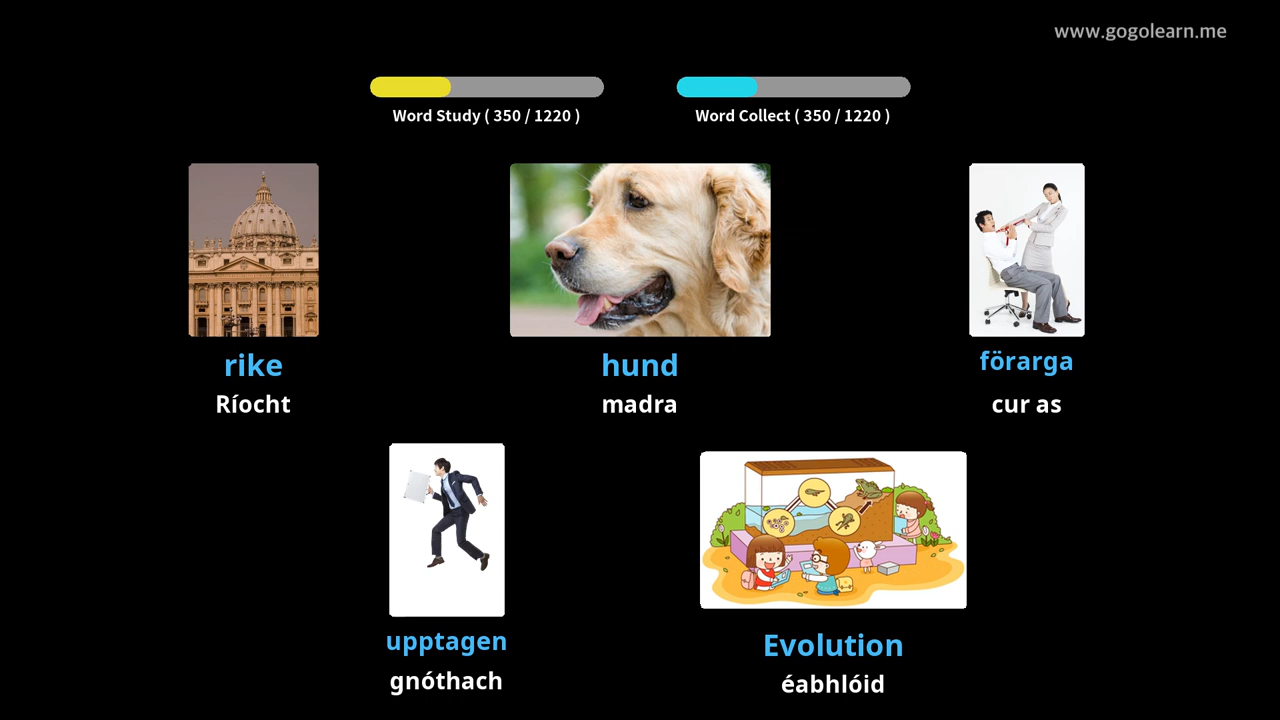 www.gogolearn.me
Word Study ( 350 / 1220 )
Word Collect ( 350 / 1220 )
rike
Ríocht
hund
madra
förarga
cur as
upptagen
gnóthach
Evolution
éabhlóid